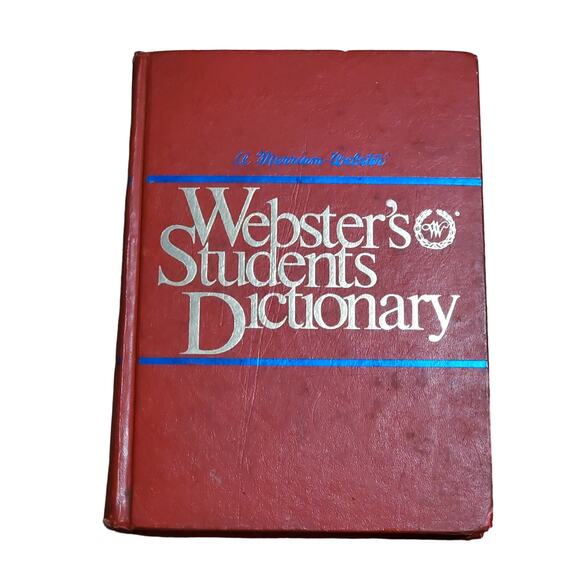 a Merriam-Webster
Webster's
W
Students
Dictionary